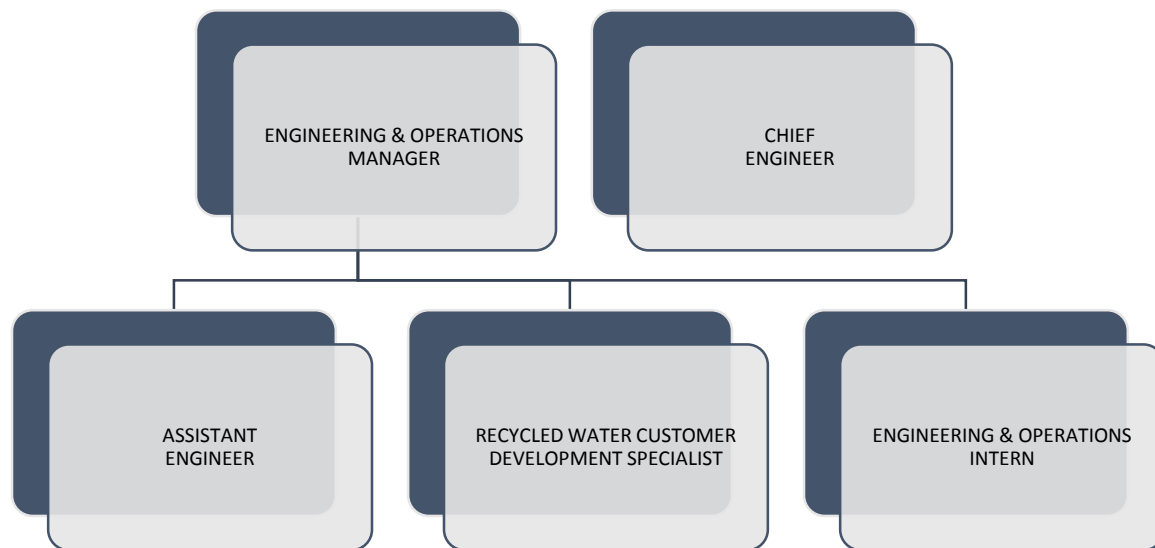 ENGINEERING & OPERATIONS
MANAGER
CHIEF
ENGINEER
ASSISTANT
ENGINEER
RECYCLED WATER CUSTOMER
DEVELOPMENT SPECIALIST
ENGINEERING & OPERATIONS
INTERN